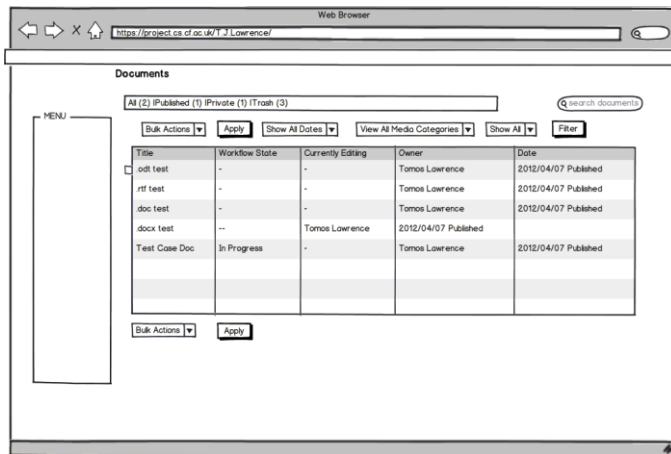 Web Browser
https://project.cs.cf.ac.uk/T.J.Lawrence/
Documents
All (2) |Published (1) |Private (1) |Trash (3)
search documents
MENU
Bulk Actions Apply Show All Dates View All Media Categories Show All Filter
Title Workflow State Currently Editing Owner Date
.odt test - - Tomos Lawrence 2012/04/07 Published
.rtf test - - Tomos Lawrence 2012/04/07 Published
.doc test - - Tomos Lawrence 2012/04/07 Published
.docx test -- Tomos Lawrence 2012/04/07 Published
Test Case Doc In Progress - Tomos Lawrence 2012/04/07 Published
Bulk Actions Apply